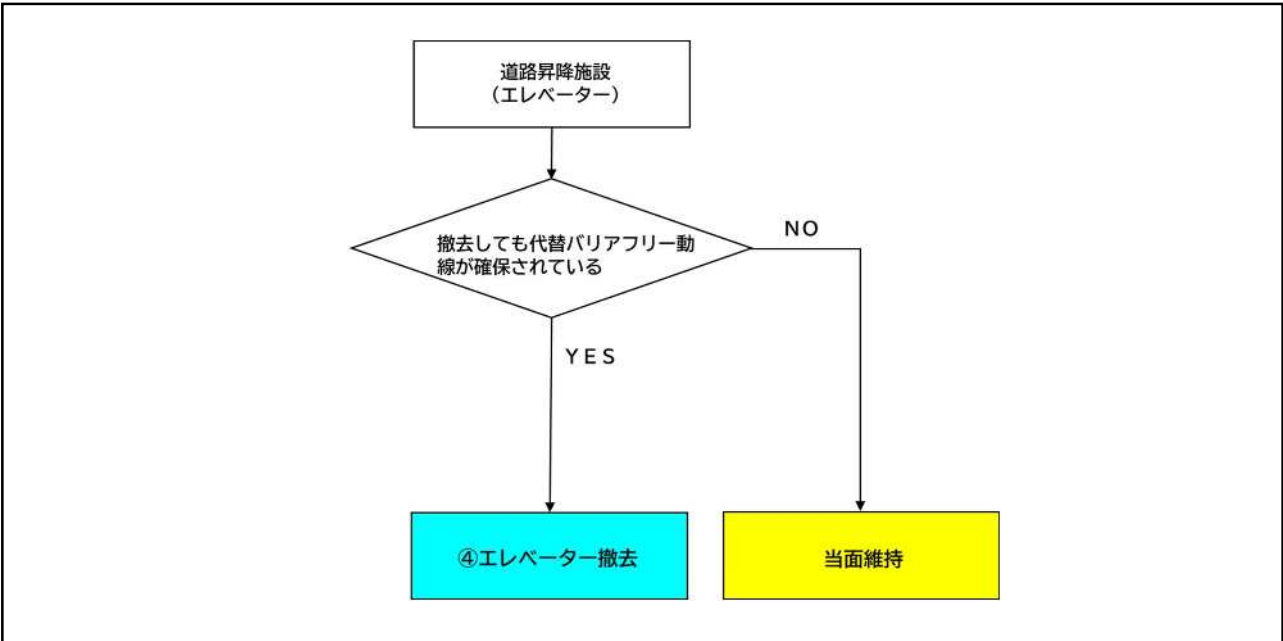 道路昇降施設
（エレベーター）
撤去しても代替バリアフリー動
線が確保されている
NO
YES
④エレベーター撤去
当面維持